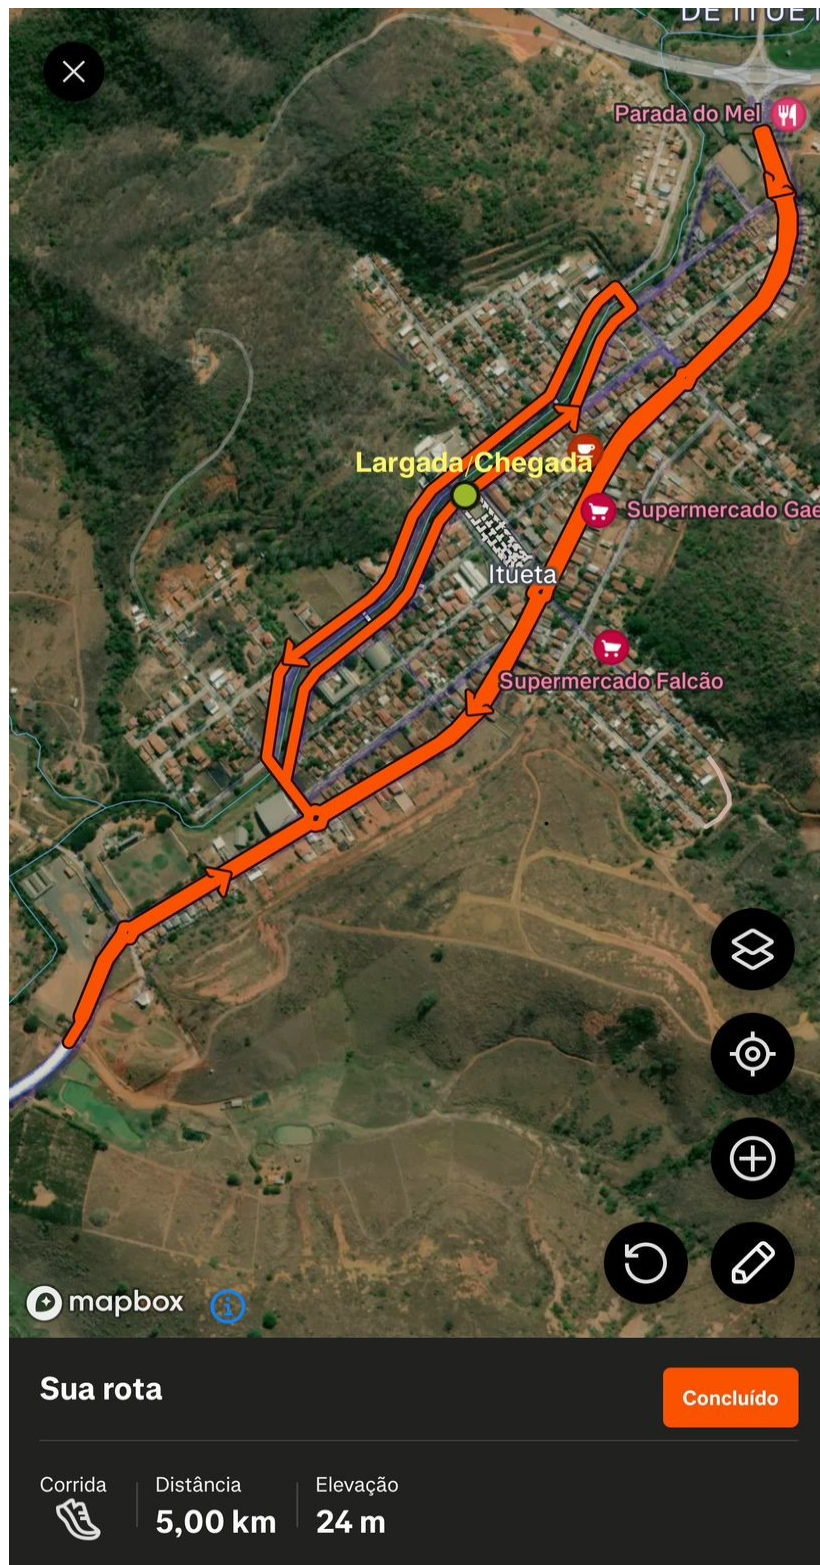 Parada do Mel
Largada/Chegada
Supermercado Gae
Itueta
Supermercado Falcão
mapbox
Sua rota
Concluído
Corrida
Distância
Elevação
5,00 km
24 m